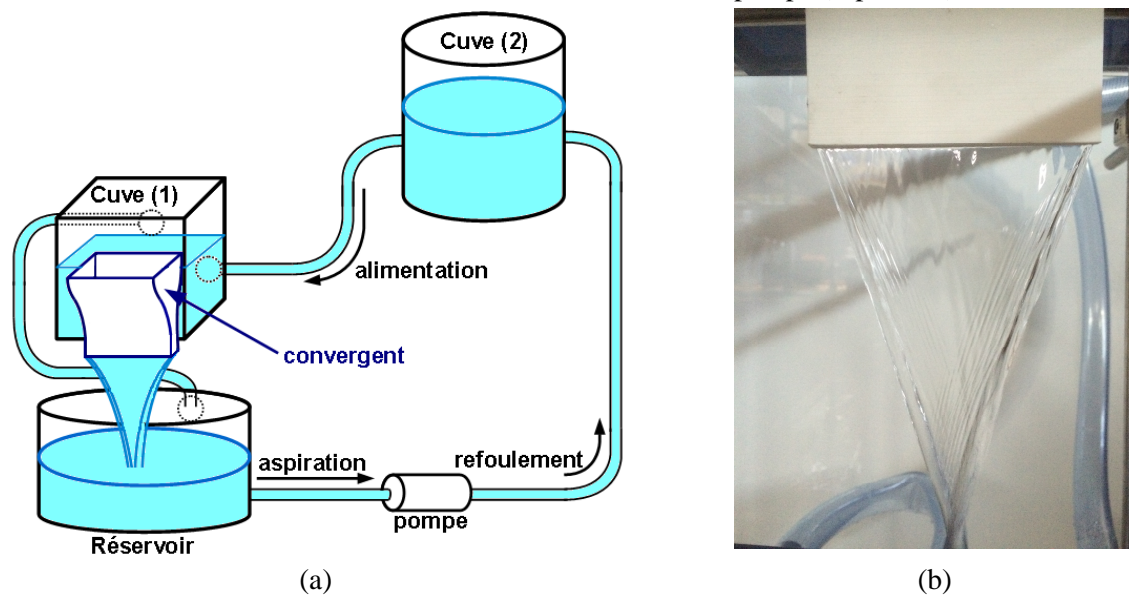 Cuve (2)
Cuve (1)
alimentation
convergent
aspiration
refoulement
pompe
Réservoir
(a)
(b)